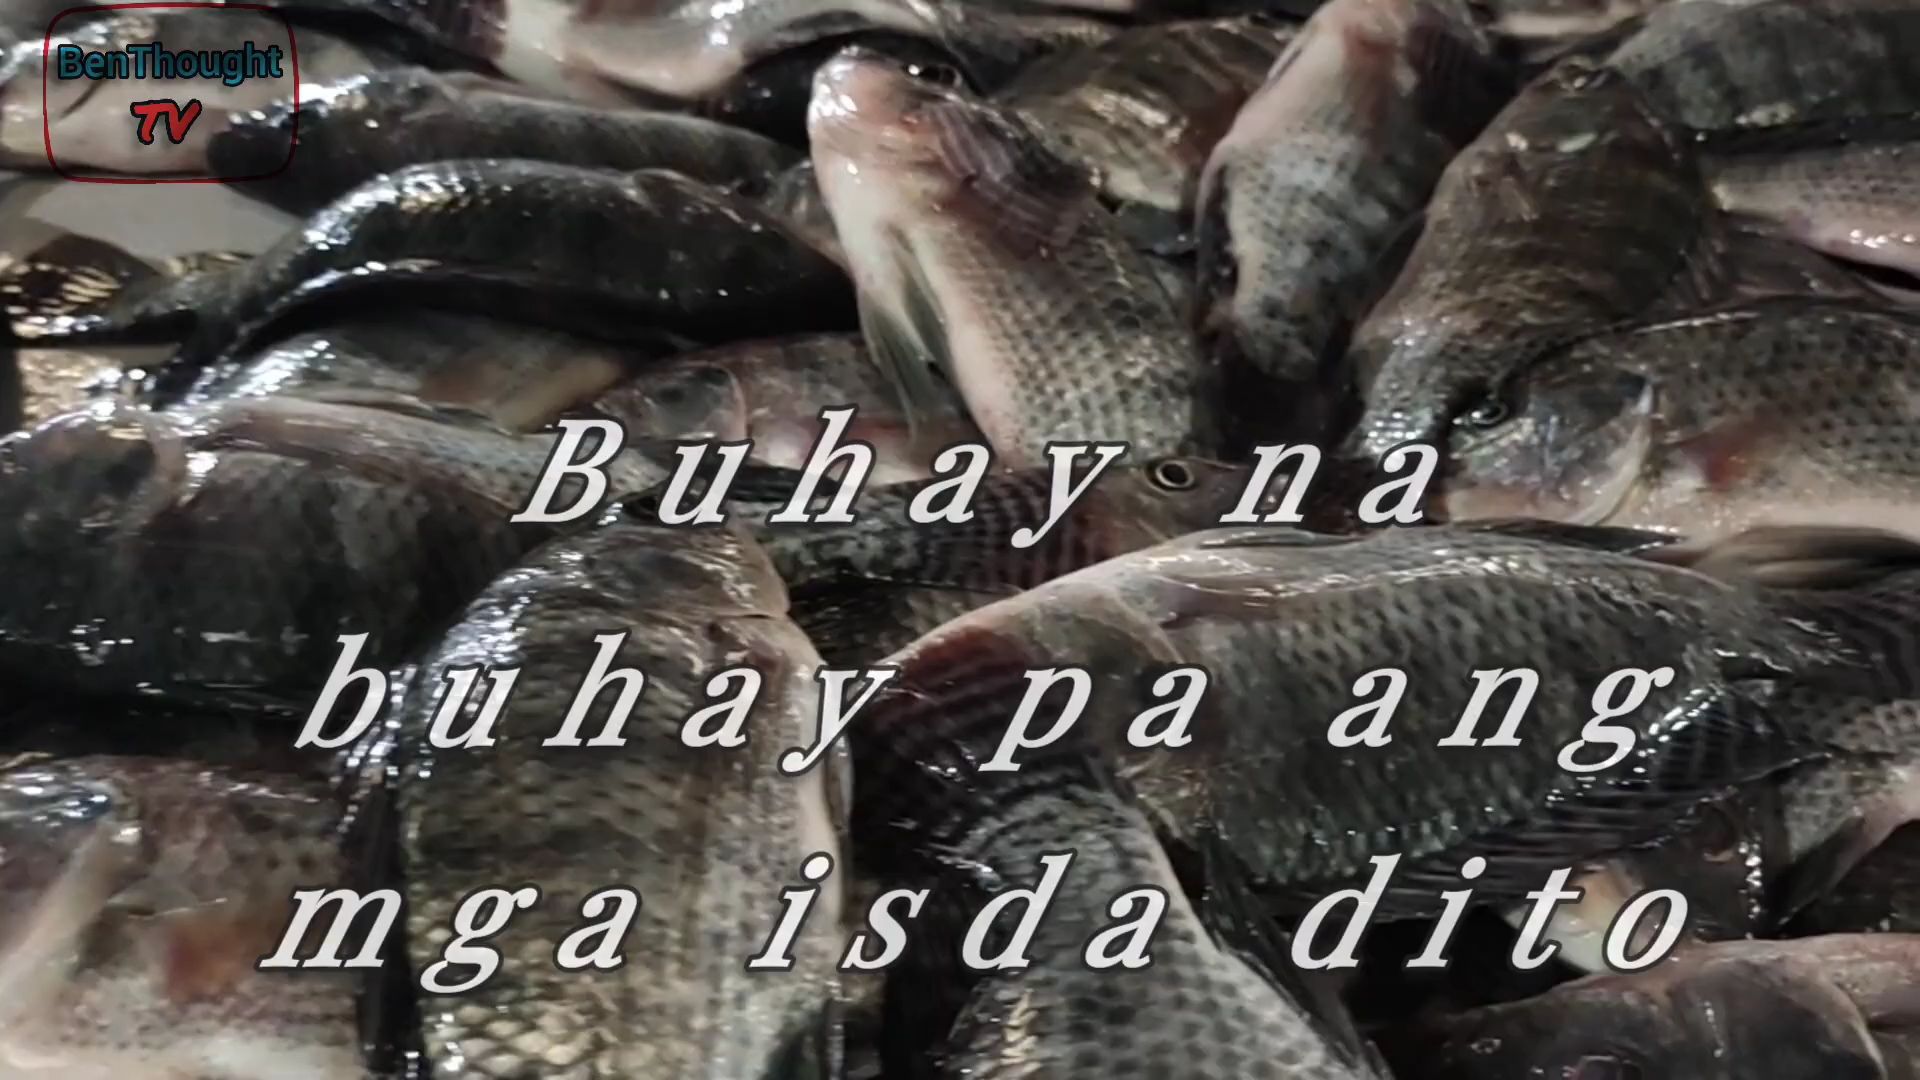 BenThought
TV
Buhay na
buhay pa ang
mga isda dito